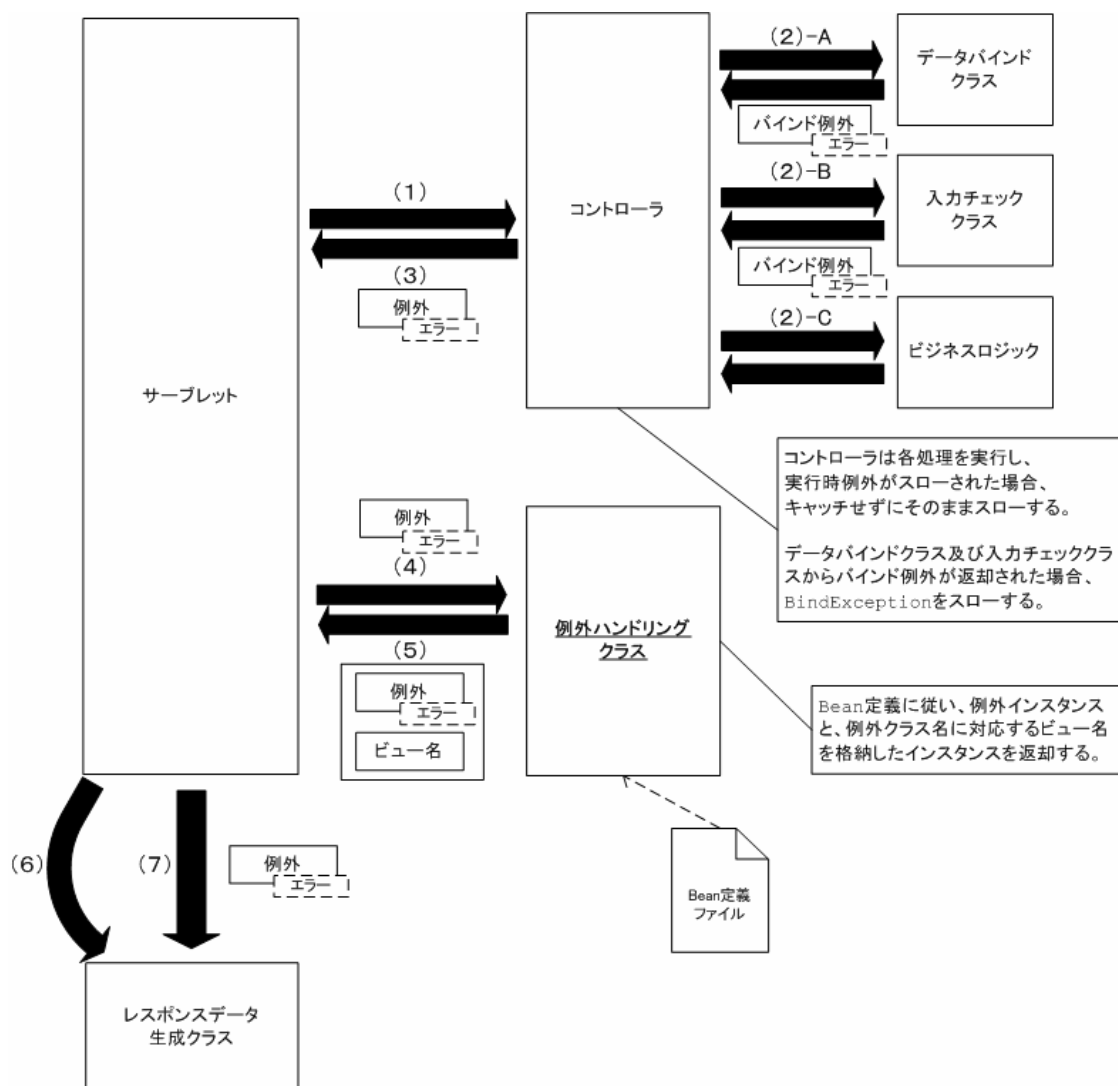 サーブレット
(1)
(3)
例外
エラー
コントローラ
(2)-A
バインド例外
エラー
データバインド
クラス
(2)-B
バインド例外
エラー
入力チェック
クラス
(2)-C
ビジネスロジック
コントローラは各処理を実行し、
実行時例外がスローされた場合、
キャッチせずにそのままスローする。
データバインドクラス及び入力チェッククラ
スからバインド例外が返却された場合、
BindExceptionをスローする。
例外
エラー
(4)
(5)
例外
エラー
ビュー名
例外ハンドリング
クラス
Bean定義に従い、例外インスタンス
と、例外クラス名に対応するビュー名
を格納したインスタンスを返却する。
Bean定義
ファイル
(6)
(7)
例外
エラー
レスポンスデータ
生成クラス